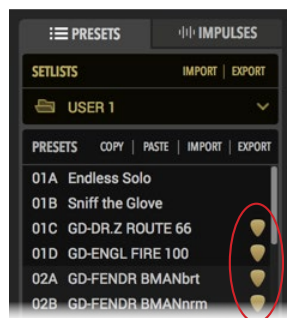 PRESETS IMPULSES
SETLISTS IMPORT | EXPORT
USER 1
PRESETS COPY | PASTE | IMPORT | EXPORT
01A Endless Solo
01B Sniff the Glove
01C GD-DR.Z ROUTE 66
01D GD-ENGL FIRE 100
02A GD-FENDR BMANbrt
02B GD-FENDR BMANnrm